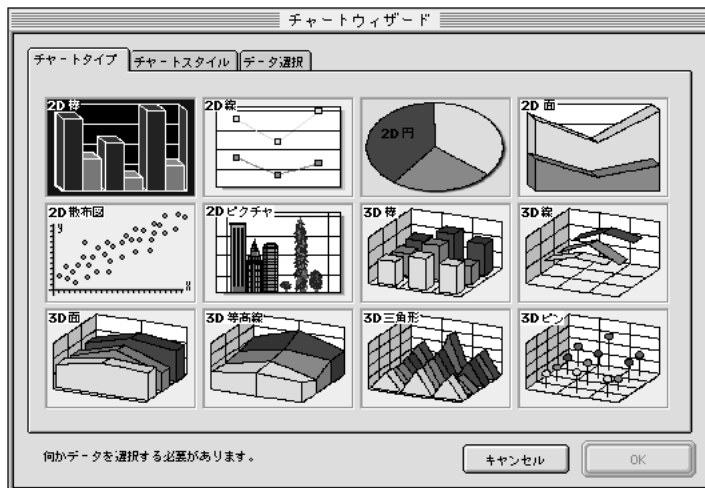 チャートウィザード
チャートタイプ チャートスタイル データ選択
2D 棒 2D 線 2D 円 2D 面
2D 散布図 2D ピクチャ 3D 棒 3D 線
y
x
3D 面 3D 等高線 3D 三角形 3D ピン
何かデータを選択する必要があります。
キャンセル OK